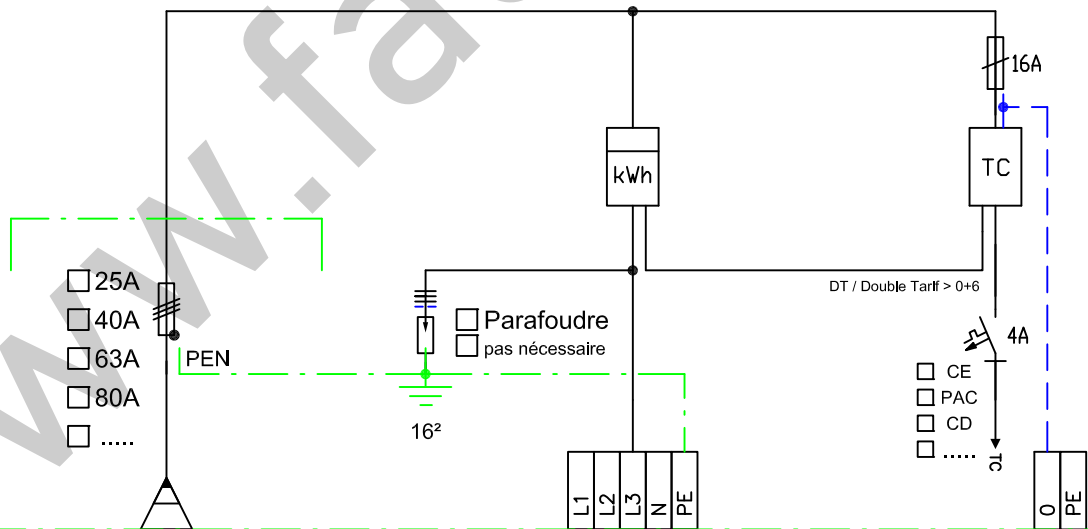 www.fa
16A
kWh
TC
25A
40A
63A
80A
.....
PEN
Parafoudre
pas nécessaire
16²
DT / Double Tarif > 0+6
4A
CE
PAC
CD
.....
TC
L1
L2
L3
N
PE
0
PE